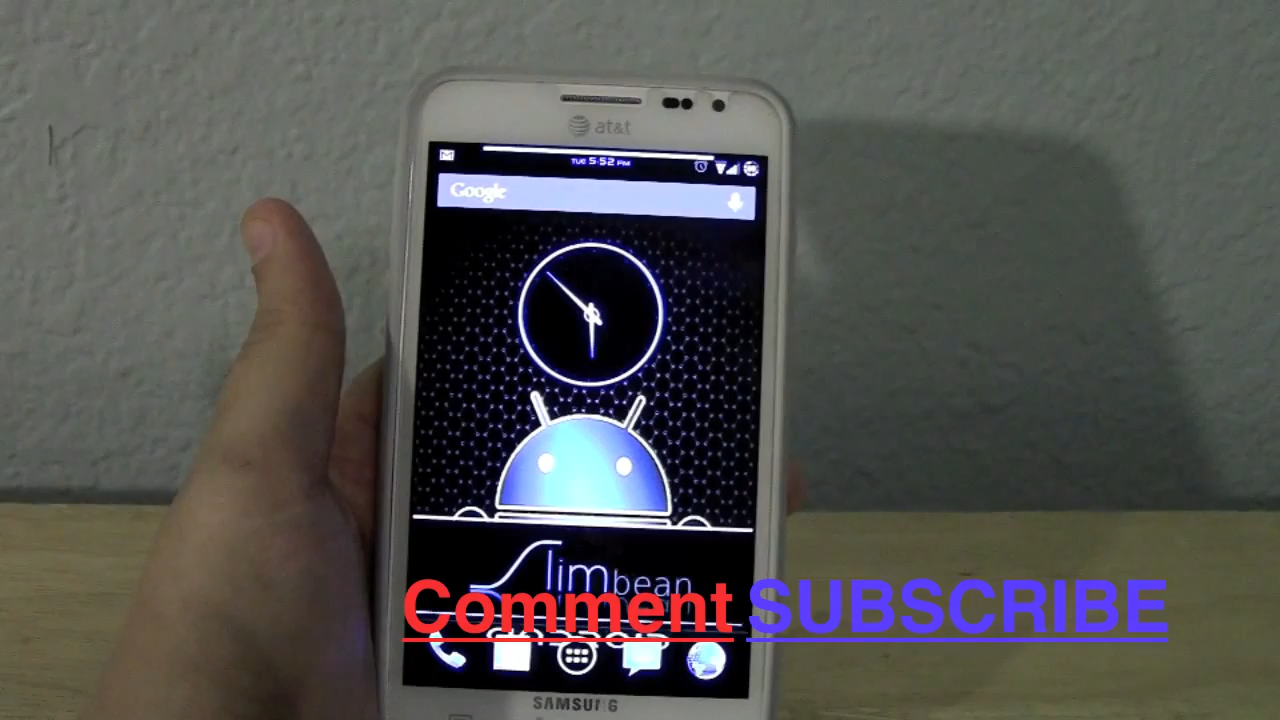 at&t
TUE 5:52 PM
Google
Slimbean
Comment SUBSCRIBE
SAMSUNG